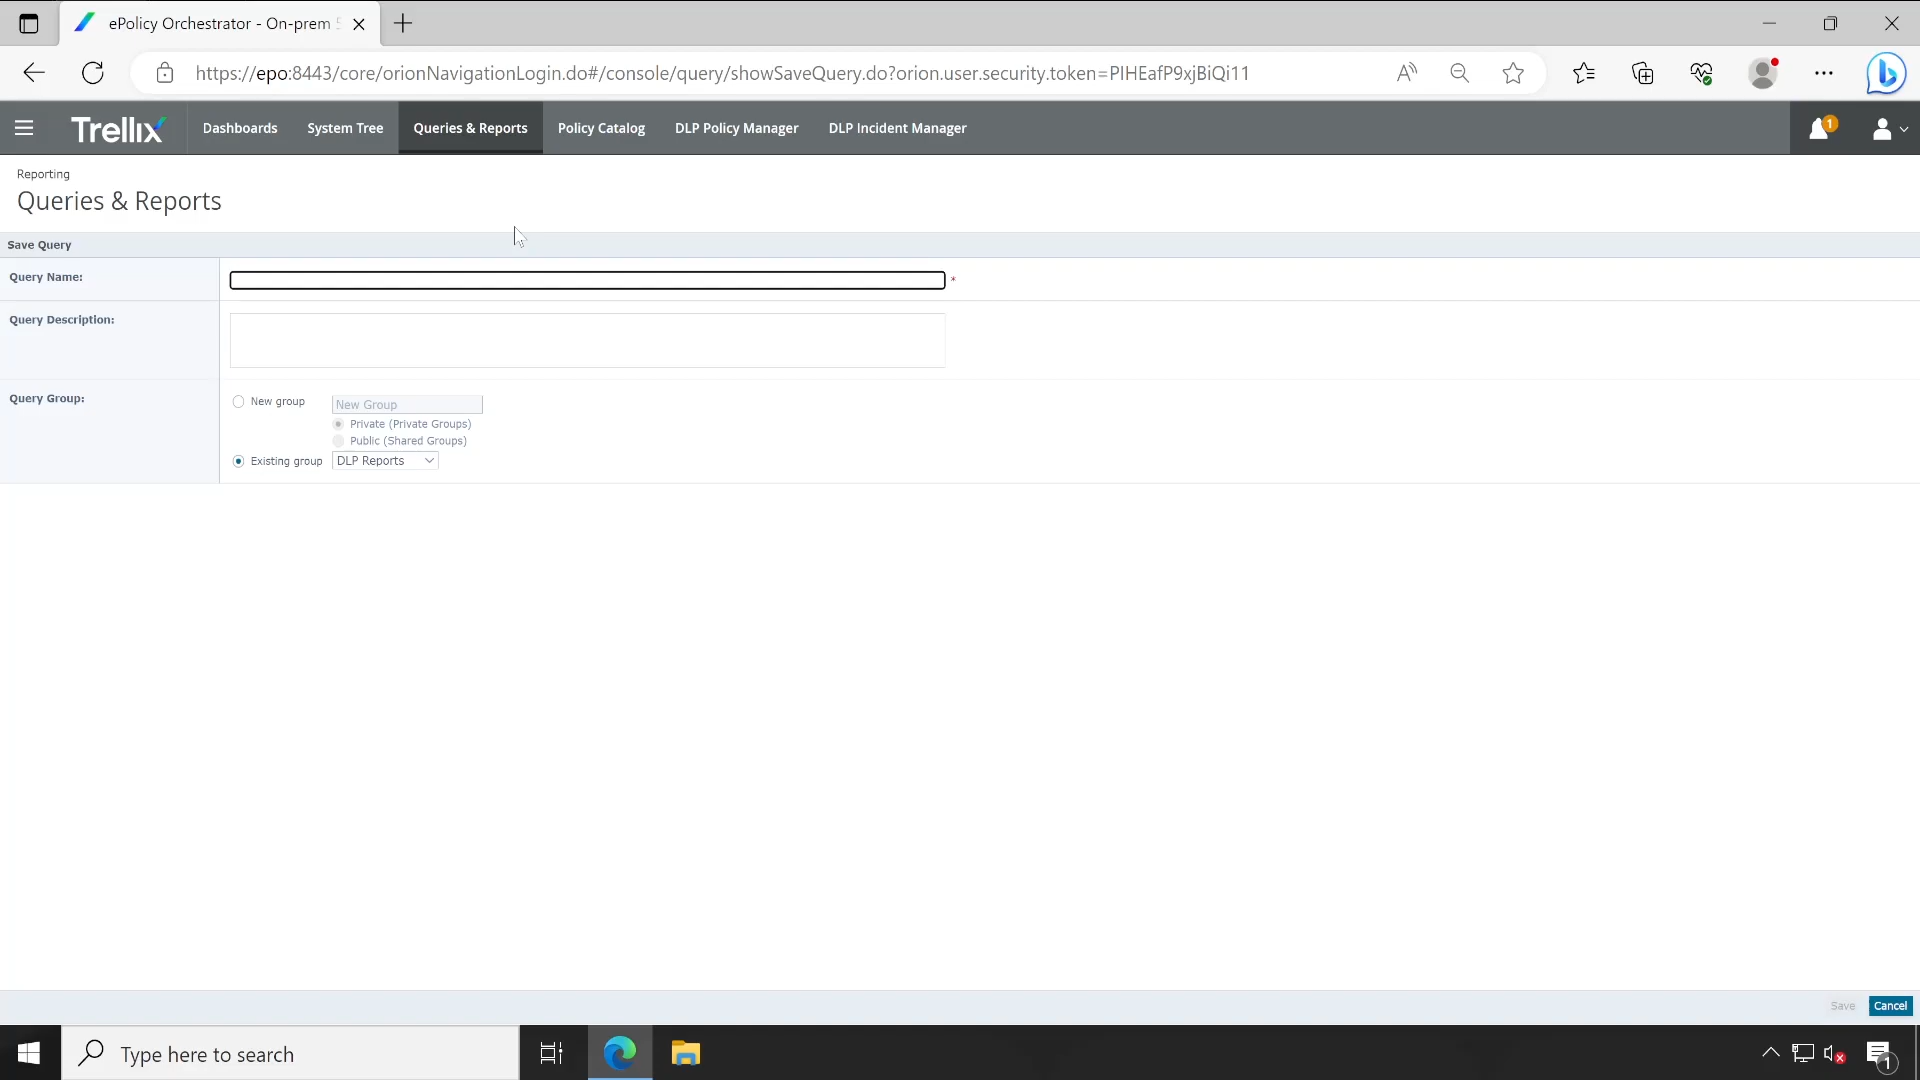 ePolicy Orchestrator - On-prem
https://epo:8443/core/orionNavigationLogin.do#/console/query/showSaveQuery.do?orion.user.security.token=PIHEafP9xjBiQi11
Trellix Dashboards System Tree Queries & Reports Policy Catalog DLP Policy Manager DLP Incident Manager 1
Reporting
Queries & Reports
Save Query
Query Name: *
Query Description:
Query Group:
New group New Group
Private (Private Groups)
Public (Shared Groups)
Existing group DLP Reports
Save Cancel
Type here to search 1